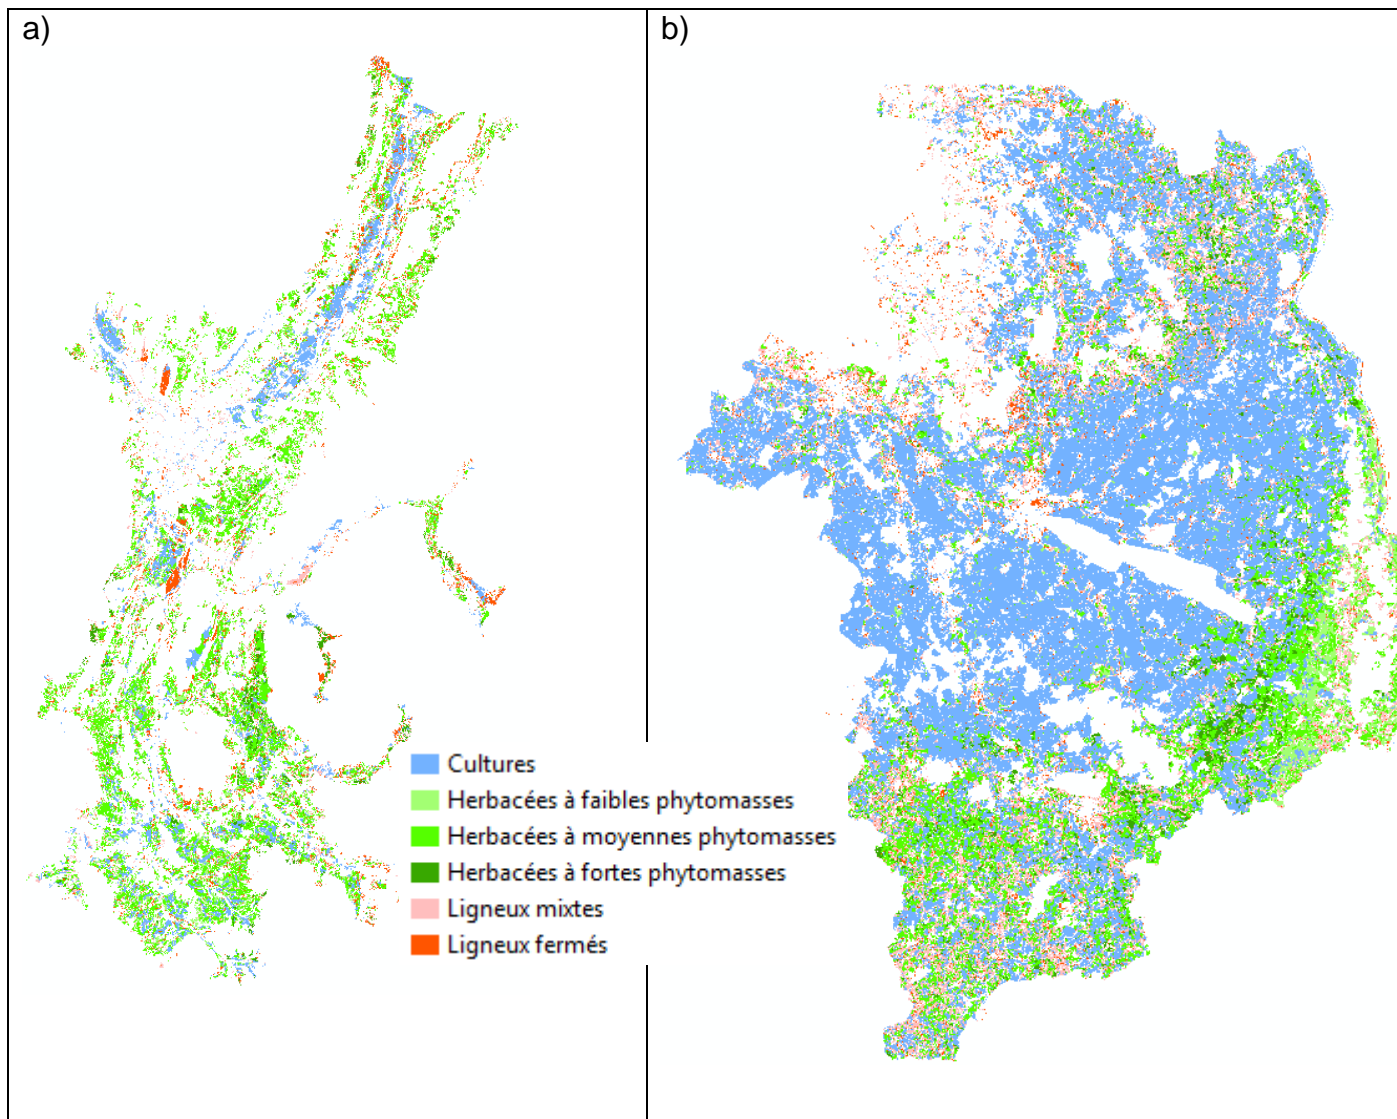 a)
b)
Cultures
Herbacées à faibles phytomasses
Herbacées à moyennes phytomasses
Herbacées à fortes phytomasses
Ligneux mixtes
Ligneux fermés